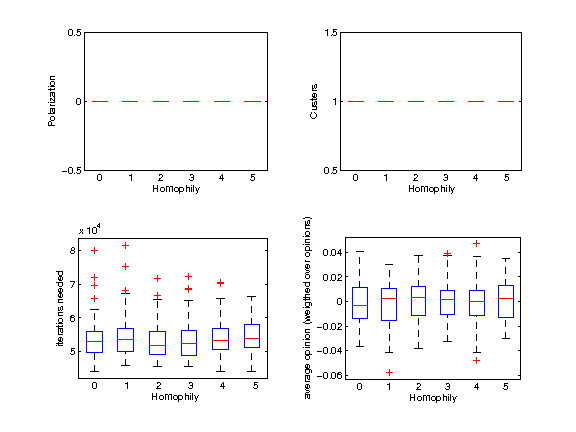 0.5
0
−0.5
Polarization
0 1 2 3 4 5
Homophily
1.5
1
0.5
Custers
0 1 2 3 4 5
Homophily
x 10^4
8
7
6
5
iterations needed
0 1 2 3 4 5
Homophily
0.04
0.02
0
−0.02
−0.04
−0.06
average opinion (weigthed over opinions)
0 1 2 3 4 5
Homophily